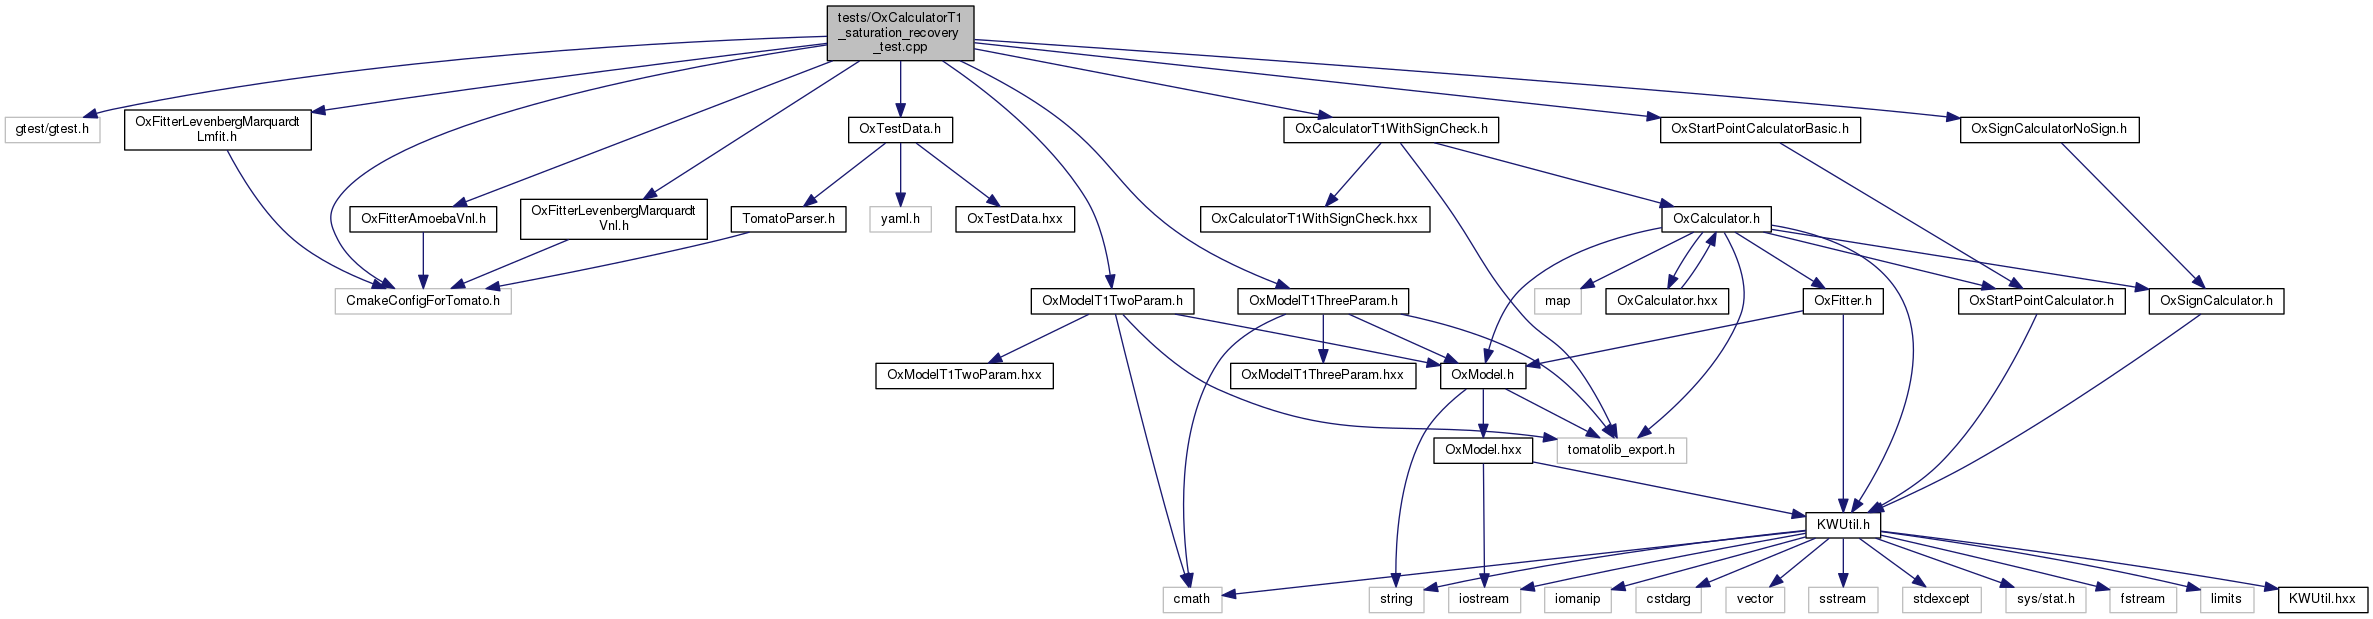 tests/OxCalculatorT1
_saturation_recovery
_test.cpp
gtest/gtest.h
OxFitterLevenbergMarquardt
Lmfit.h
OxTestData.h
OxCalculatorT1WithSignCheck.h
OxStartPointCalculatorBasic.h
OxSignCalculatorNoSign.h
OxFitterAmoebaVnl.h
OxFitterLevenbergMarquardt
Vnl.h
TomatoParser.h
yaml.h
OxTestData.hxx
OxCalculatorT1WithSignCheck.hxx
OxCalculator.h
CmakeConfigForTomato.h
OxModelT1TwoParam.h
OxModelT1ThreeParam.h
map
OxCalculator.hxx
OxFitter.h
OxStartPointCalculator.h
OxSignCalculator.h
OxModelT1TwoParam.hxx
OxModelT1ThreeParam.hxx
OxModel.h
OxModel.hxx
tomatolib_export.h
KWUtil.h
cmath
string
iostream
iomanip
cstdarg
vector
sstream
stdexcept
sys/stat.h
fstream
limits
KWUtil.hxx